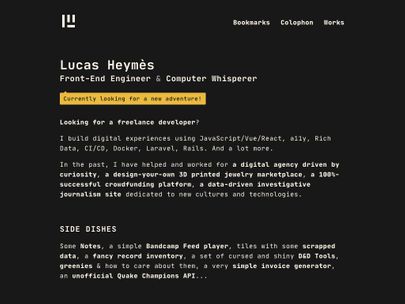 Bookmarks Colophon Works
Lucas Heymès
Front-End Engineer & Computer Whisperer
Currently looking for a new adventure!
Looking for a freelance developer?
I build digital experiences using JavaScript/Vue/React, a11y, Rich
Data, CI/CD, Docker, Laravel, Rails. And a lot more.
In the past, I have helped and worked for a digital agency driven by
curiosity, a design-your-own 3D printed jewelry marketplace, a 100%-
successful crowdfunding platform, a data-driven investigative
journalism site dedicated to new cultures and technologies.
SIDE DISHES
Some Notes, a simple Bandcamp Feed player, tiles with some scrapped
data, a fancy record inventory, a set of cursed and shiny D&D Tools,
greenies & how to care about them, a very simple invoice generator,
an unofficial Quake Champions API...